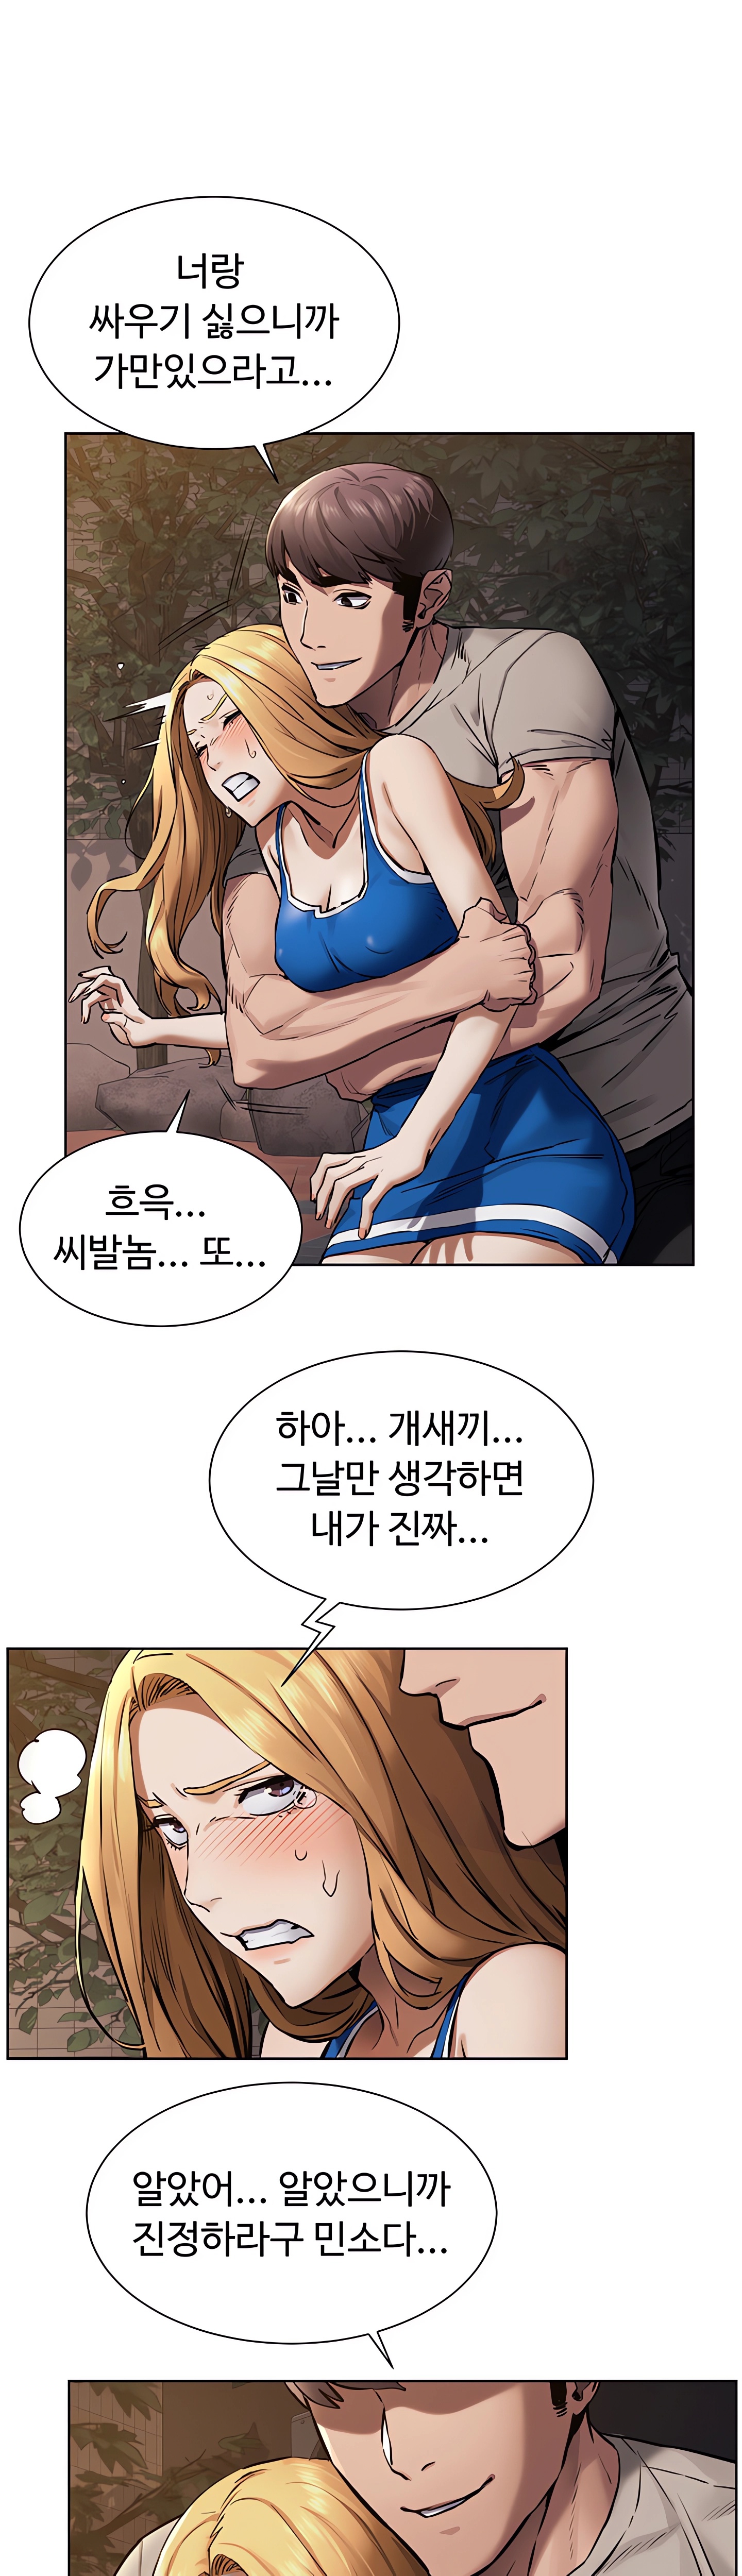 너랑
싸우기 싫으니까
가만있으라고...
흐윽...
씨발놈... 또...
하아... 개새끼...
그날만 생각하면
내가 진짜...
알았어... 알았으니까
진정하라구 민소다...